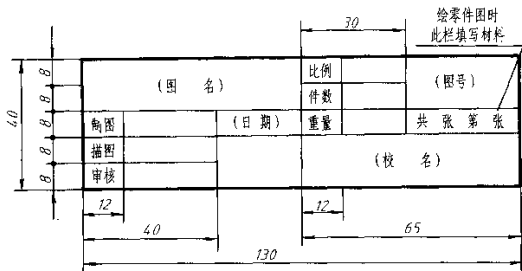 30
绘零件图时
此栏填写材料
8
8
8
8
8
40
(图 名)
比例
(图号)
件数
制图
(日期)
重量
共 张 第 张
描图
(校 名)
审核
12
12
40
65
130